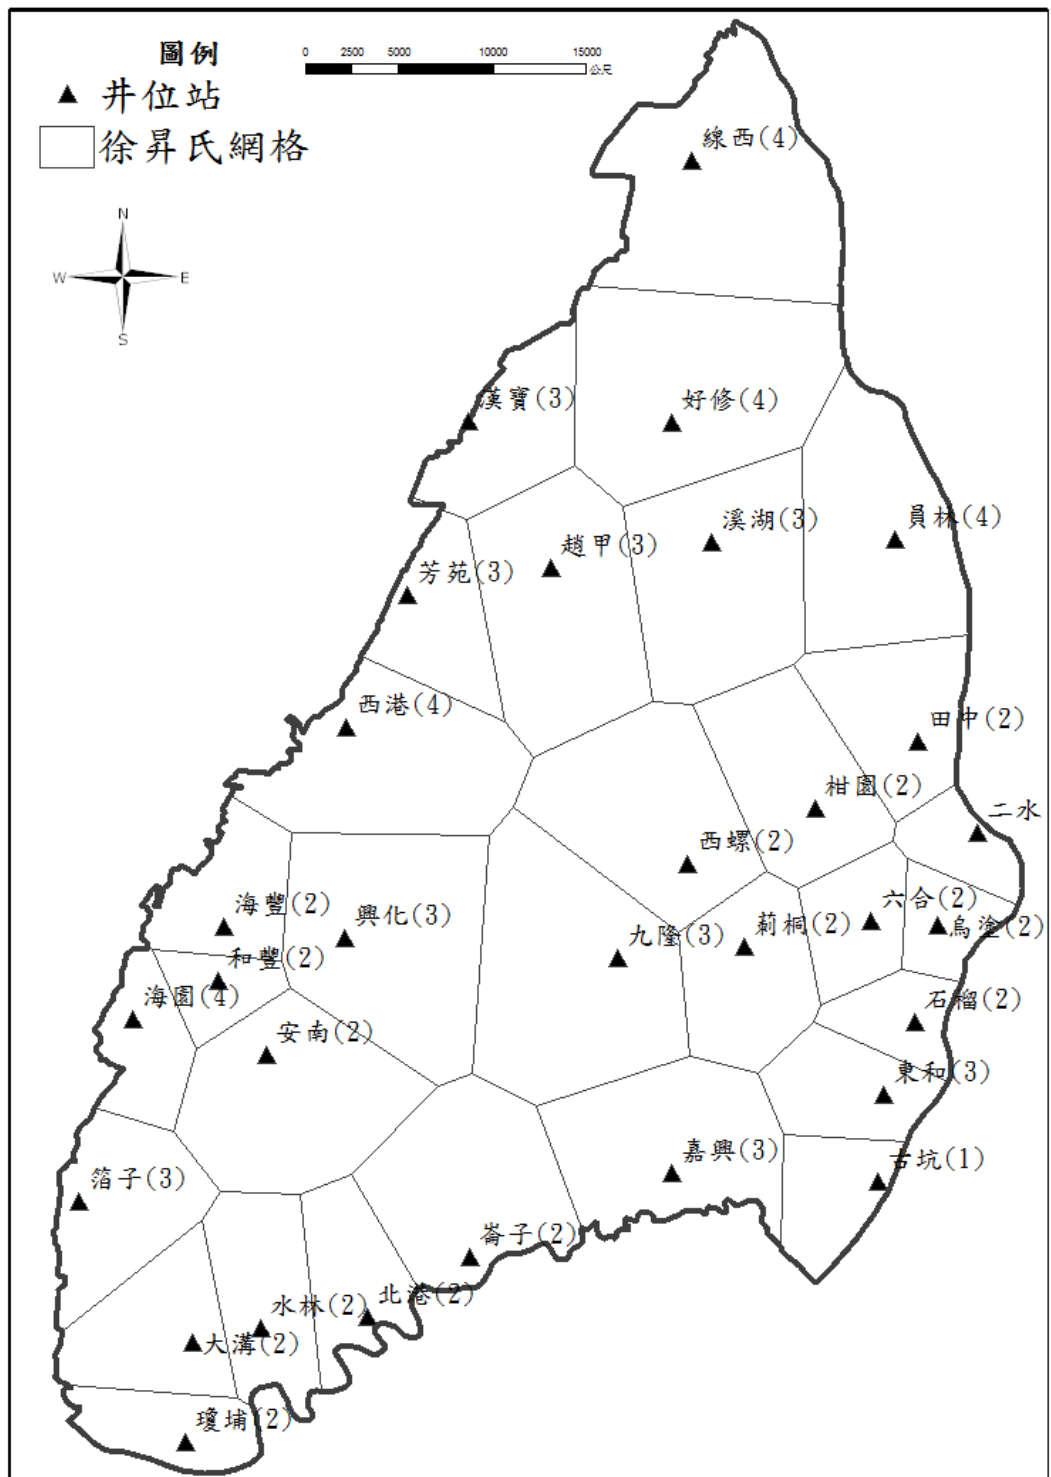 圖例
0 2500 5000 10000 15000
公尺
井位站
徐昇氏網格
N
W E
S
線西(4)
漢寶(3)
好修(4)
溪湖(3)
員林(4)
趙甲(3)
芳苑(3)
西港(4)
田中(2)
柑園(2)
二水
西螺(2)
海豐(2)
興化(3)
九隆(3)
莿桐(2)
六合(2)
烏塗(2)
和豐(2)
海園(4)
安南(2)
石榴(2)
東和(3)
箔子(3)
嘉興(3)
古坑(1)
崙子(2)
北港(2)
水林(2)
大溝(2)
瓊埔(2)